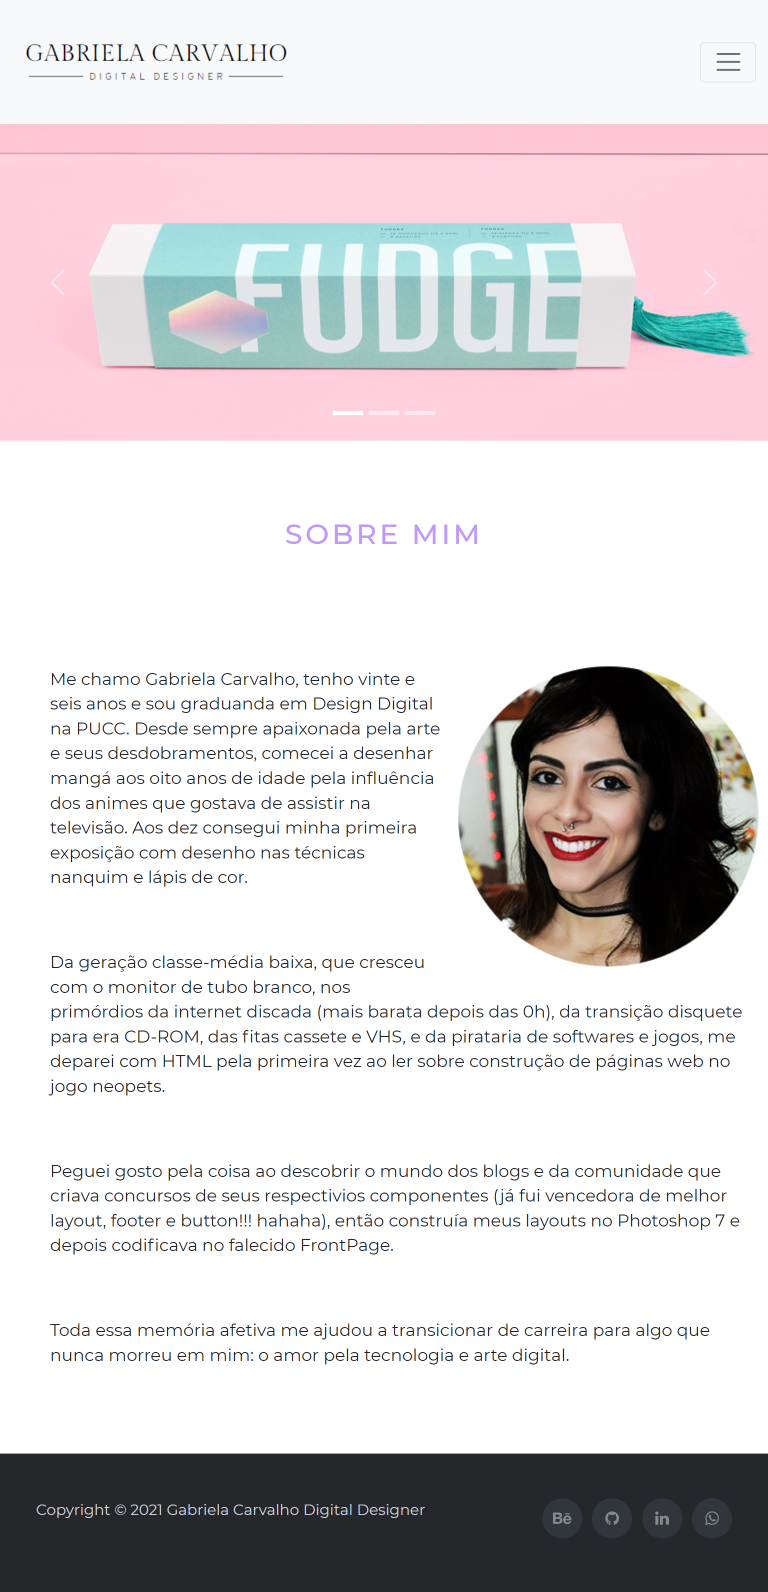 GABRIELA CARVALHO
DIGITAL DESIGNER
FUDGE
SOBRE MIM
Me chamo Gabriela Carvalho, tenho vinte e
seis anos e sou graduanda em Design Digital
na PUCC. Desde sempre apaixonada pela arte
e seus desdobramentos, comecei a desenhar
mangá aos oito anos de idade pela influência
dos animes que gostava de assistir na
televisão. Aos dez consegui minha primeira
exposição com desenho nas técnicas
nanquim e lápis de cor.
Da geração classe-média baixa, que cresceu
com o monitor de tubo branco, nos
primórdios da internet discada (mais barata depois das 0h), da transição disquete
para era CD-ROM, das fitas cassete e VHS, e da pirataria de softwares e jogos, me
deparei com HTML pela primeira vez ao ler sobre construção de páginas web no
jogo neopets.
Peguei gosto pela coisa ao descobrir o mundo dos blogs e da comunidade que
criava concursos de seus respectivios componentes (já fui vencedora de melhor
layout, footer e button!!! hahaha), então construía meus layouts no Photoshop 7 e
depois codificava no falecido FrontPage.
Toda essa memória afetiva me ajudou a transicionar de carreira para algo que
nunca morreu em mim: o amor pela tecnologia e arte digital.
Copyright © 2021 Gabriela Carvalho Digital Designer
Bē
in